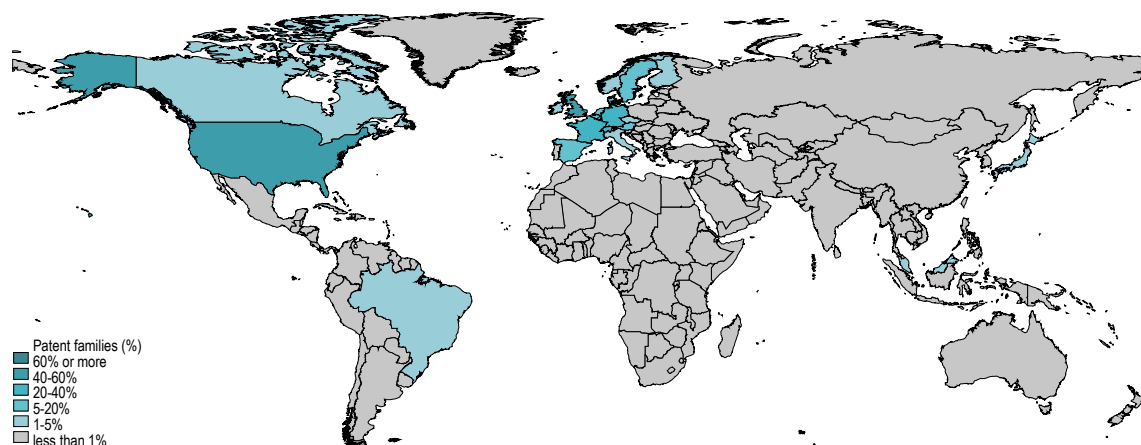 Patent families (%)
60% or more
40-60%
20-40%
5-20%
1-5%
less than 1%